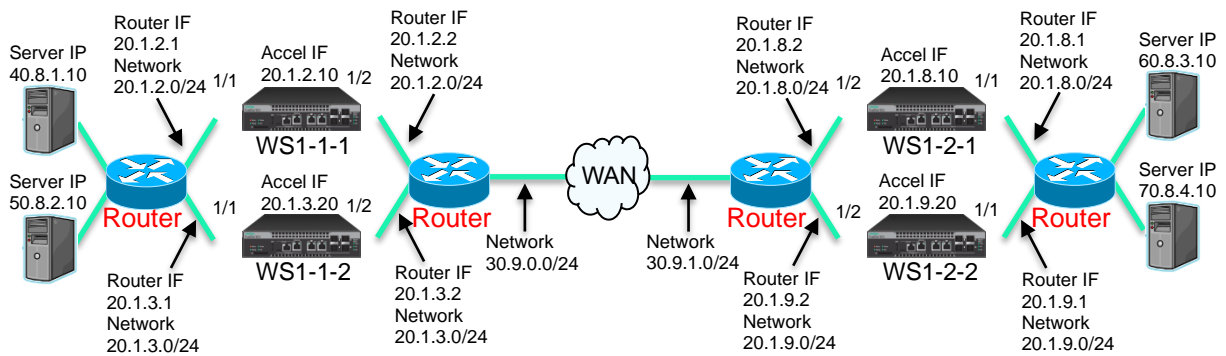 Server IP
40.8.1.10
Server IP
50.8.2.10
Router IF
20.1.2.1
Network
20.1.2.0/24
Router
Router IF
20.1.3.1
Network
20.1.3.0/24
1/1
Accel IF
20.1.2.10
1/2
WS1-1-1
1/1
Accel IF
20.1.3.20
1/2
WS1-1-2
Router IF
20.1.2.2
Network
20.1.2.0/24
Router
Router IF
20.1.3.2
Network
20.1.3.0/24
Network
30.9.0.0/24
WAN
Network
30.9.1.0/24
Router IF
20.1.8.2
Network
20.1.8.0/24
Router
Router IF
20.1.9.2
Network
20.1.9.0/24
1/2
Accel IF
20.1.8.10
1/1
WS1-2-1
1/2
Accel IF
20.1.9.20
1/1
WS1-2-2
Router IF
20.1.8.1
Network
20.1.8.0/24
Router
Router IF
20.1.9.1
Network
20.1.9.0/24
Server IP
60.8.3.10
Server IP
70.8.4.10